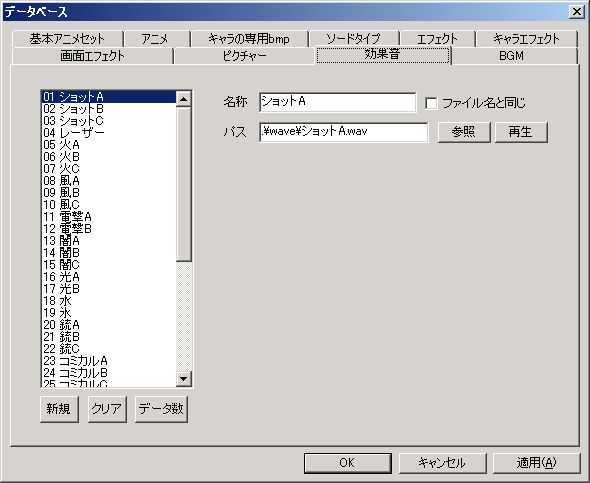 データベース
基本アニメセット アニメ キャラの専用bmp ソードタイプ エフェクト キャラエフェクト
画面エフェクト ピクチャー 効果音 BGM
01 ショットA
02 ショットB
03 ショットC
04 レーザー
05 火A
06 火B
07 火C
08 風A
09 風B
10 風C
11 電撃A
12 電撃B
13 闇A
14 闇B
15 闇C
16 光A
17 光B
18 水
19 氷
20 銃A
21 銃B
22 銃C
23 コミカルA
24 コミカルB
25 コミカルC
名称 ショットA ファイル名と同じ
パス .¥wave¥ショットA.wav 参照 再生
新規 クリア データ数
OK キャンセル 適用(A)